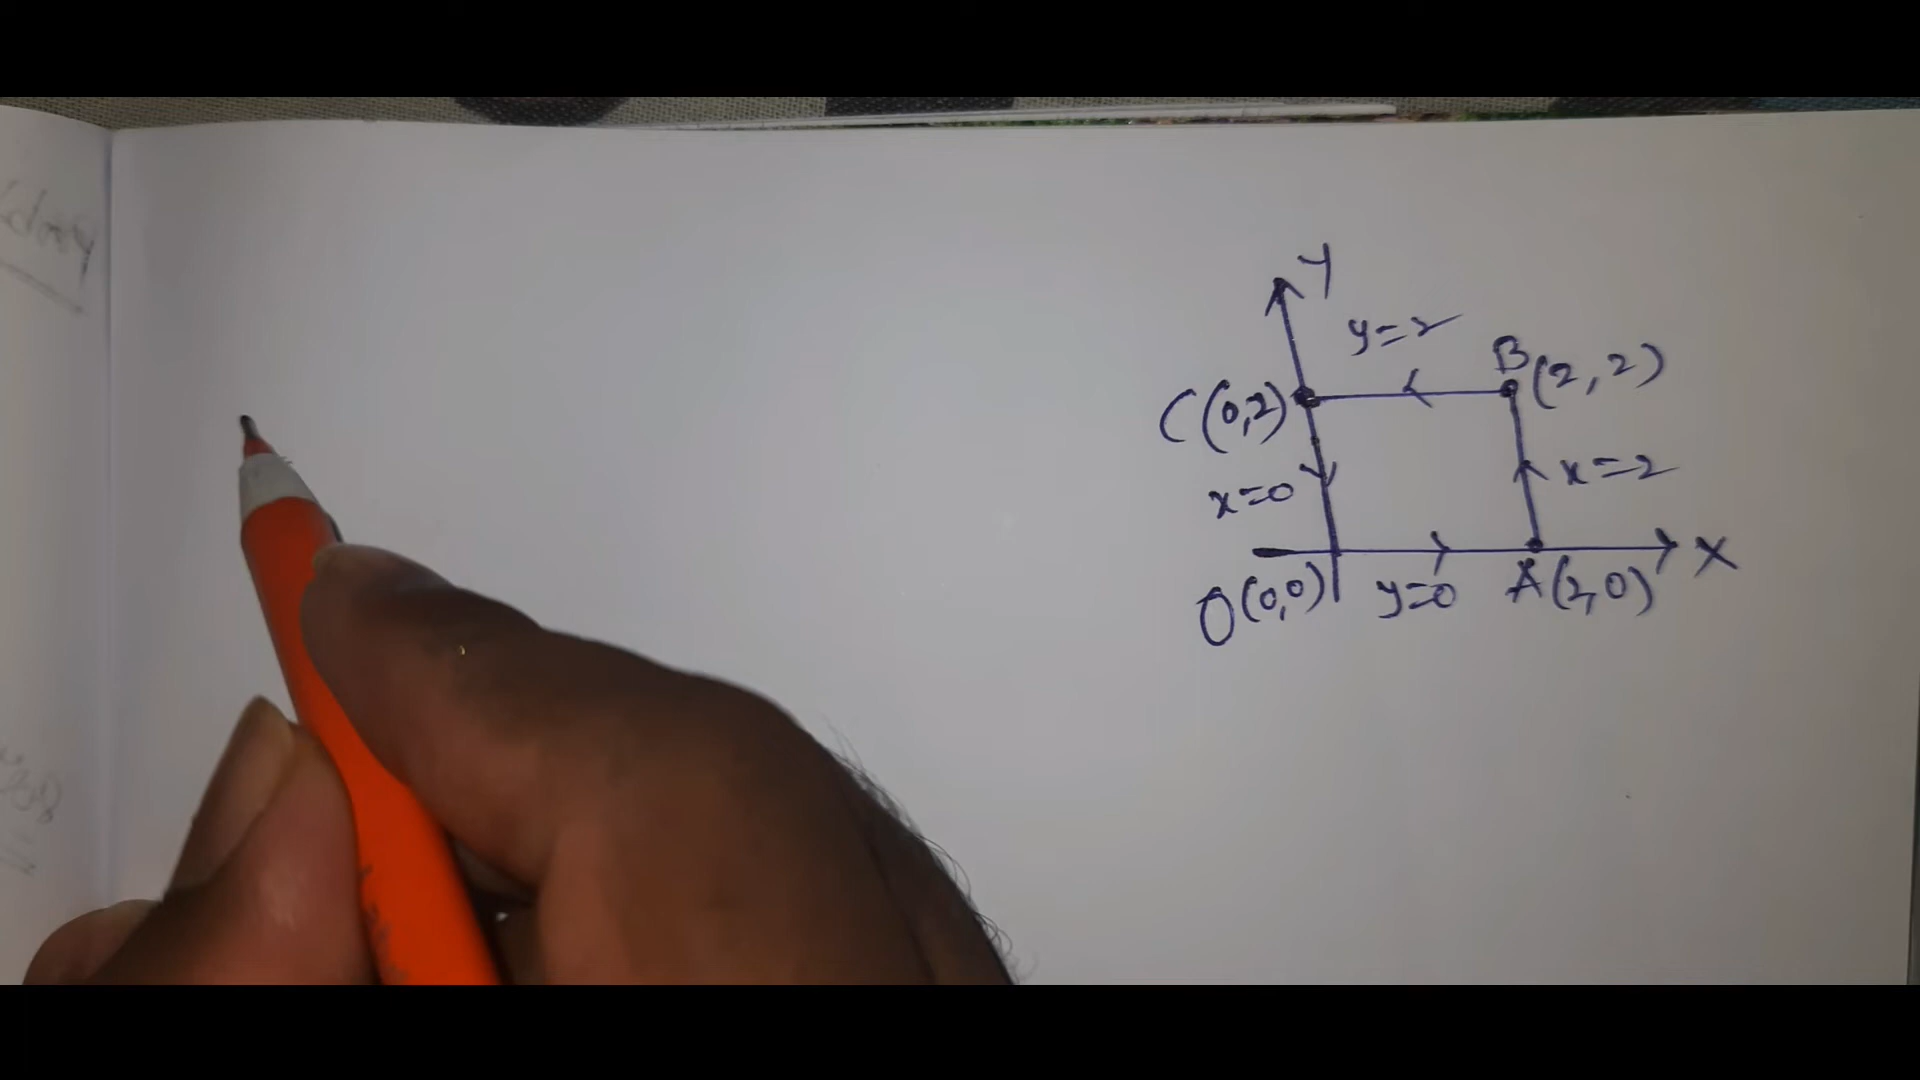 Y
y=2
B (2,2)
C (0,2)
x=0
x=2
X
O (0,0)
y=0
A (2,0)